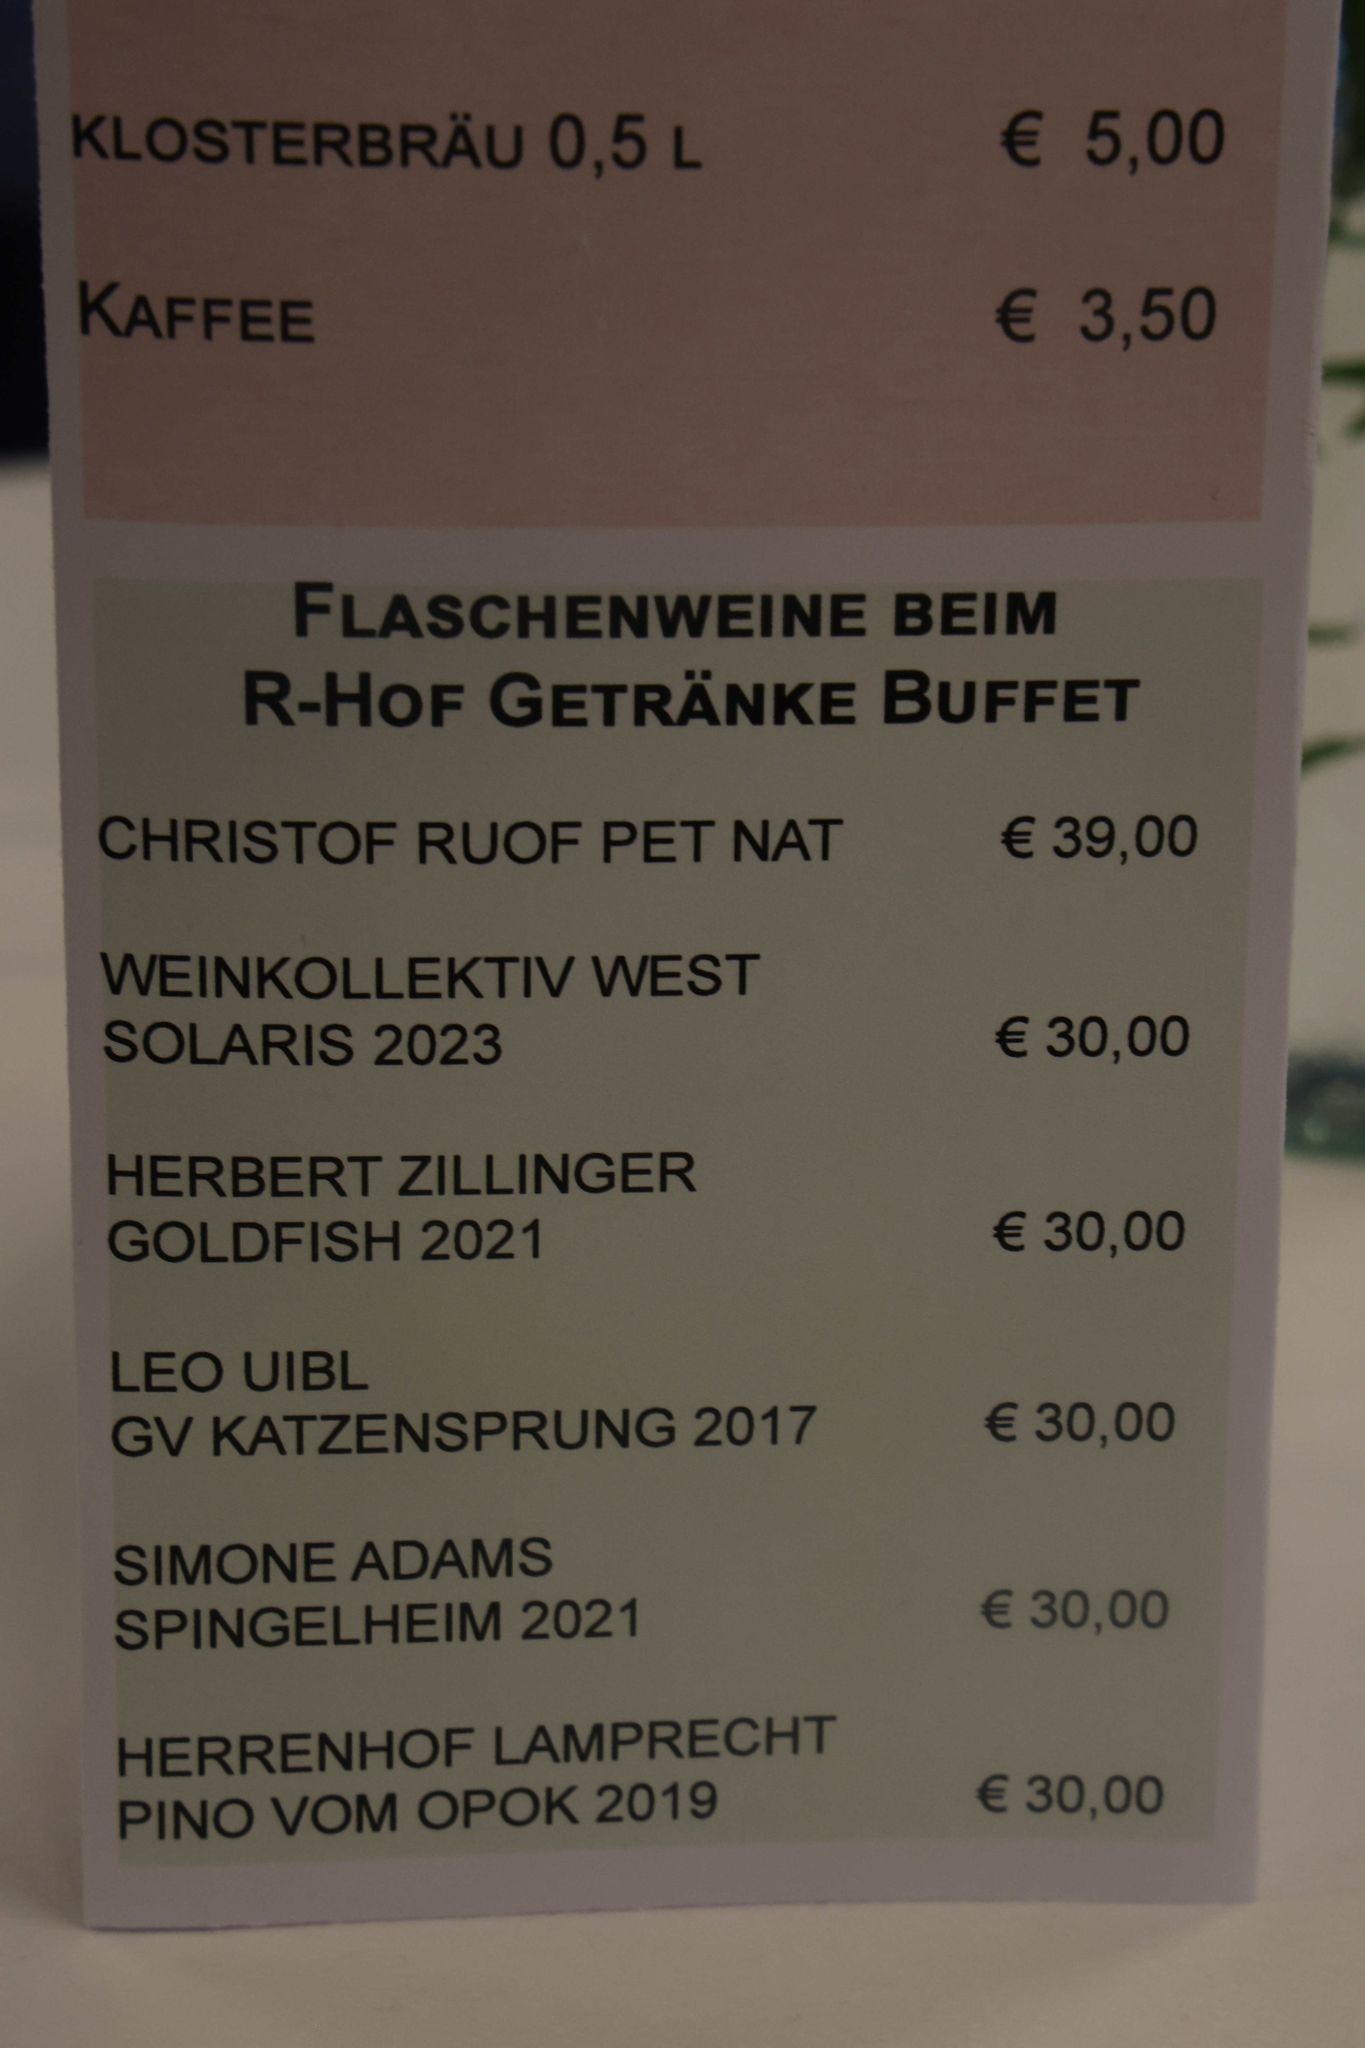 KLOSTERBRÄU 0,5 L € 5,00
KAFFEE € 3,50
FLASCHENWEINE BEIM
R-HOF GETRÄNKE BUFFET
CHRISTOF RUOF PET NAT € 39,00
WEINKOLLEKTIV WEST
SOLARIS 2023 € 30,00
HERBERT ZILLINGER
GOLDFISH 2021 € 30,00
LEO UIBL
GV KATZENSPRUNG 2017 € 30,00
SIMONE ADAMS
SPINGELHEIM 2021 € 30,00
HERRENHOF LAMPRECHT
PINO VOM OPOK 2019 € 30,00